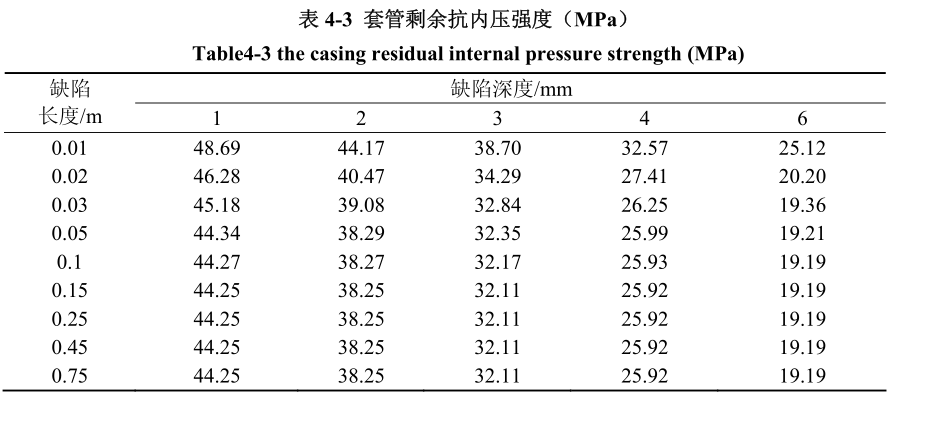 表 4-3 套管剩余抗内压强度（MPa）
Table4-3 the casing residual internal pressure strength (MPa)
缺陷 缺陷深度/mm
长度/m 1 2 3 4 6
0.01 48.69 44.17 38.70 32.57 25.12
0.02 46.28 40.47 34.29 27.41 20.20
0.03 45.18 39.08 32.84 26.25 19.36
0.05 44.34 38.29 32.35 25.99 19.21
0.1 44.27 38.27 32.17 25.93 19.19
0.15 44.25 38.25 32.11 25.92 19.19
0.25 44.25 38.25 32.11 25.92 19.19
0.45 44.25 38.25 32.11 25.92 19.19
0.75 44.25 38.25 32.11 25.92 19.19